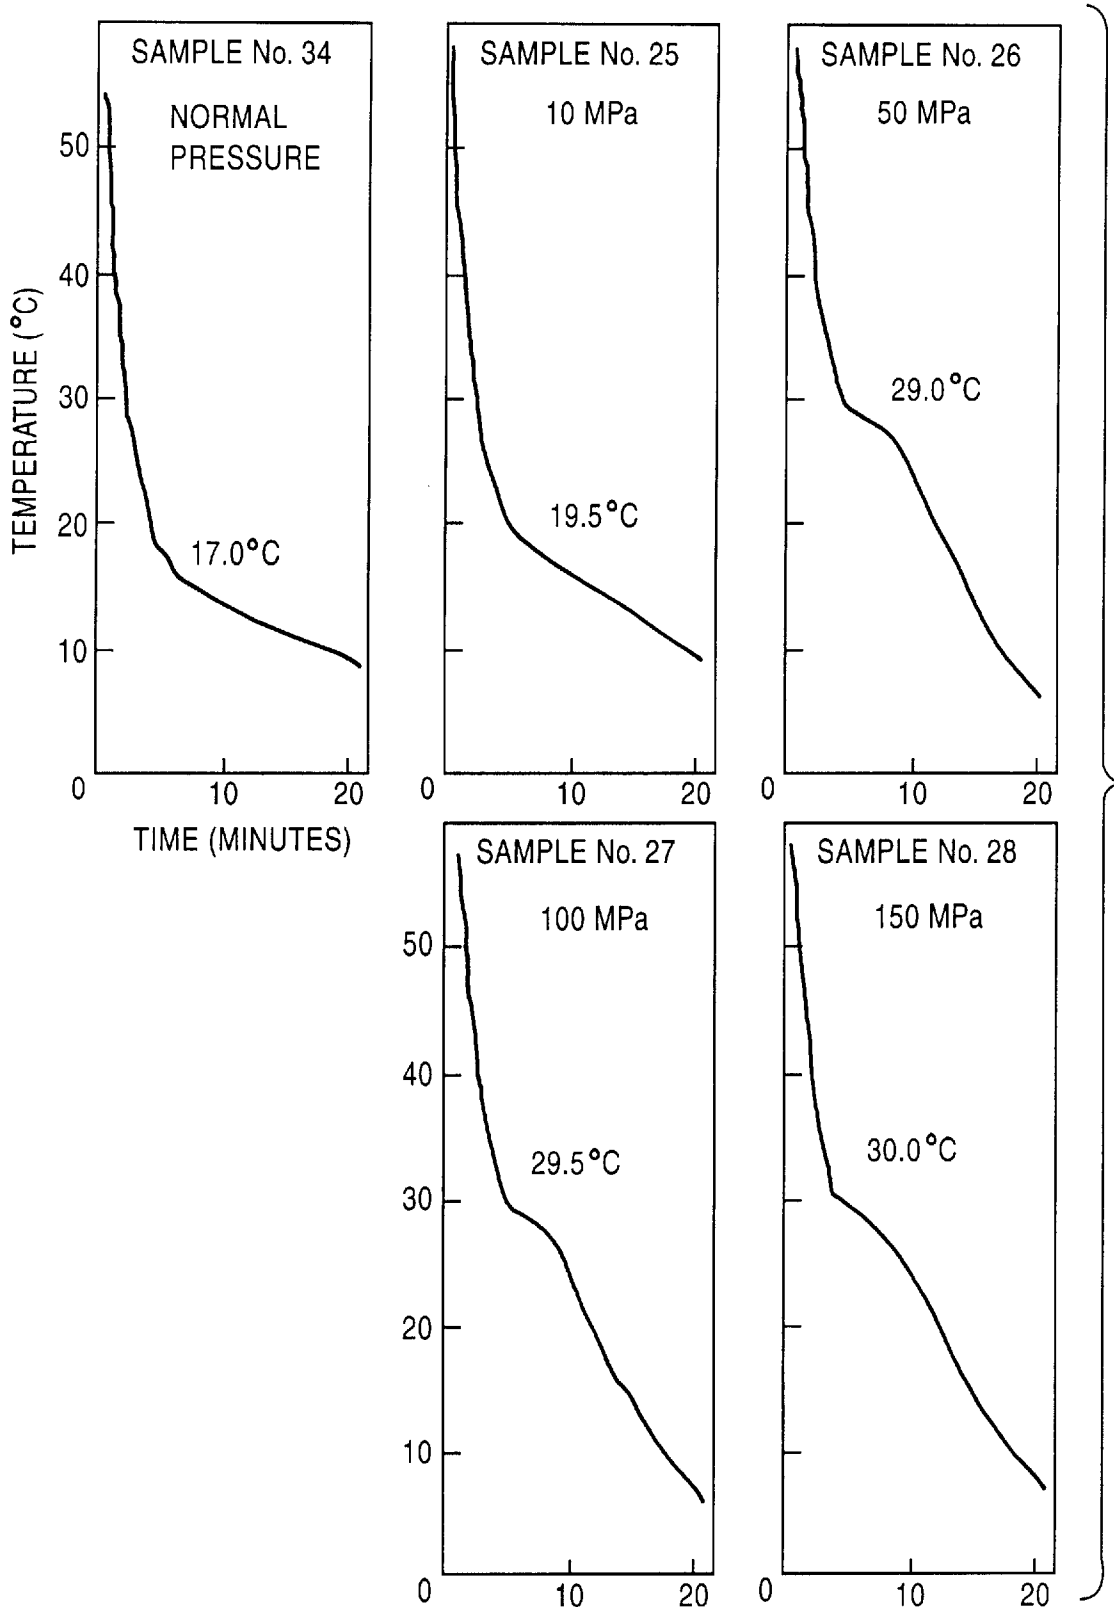 SAMPLE No. 34
NORMAL
PRESSURE
TEMPERATURE (°C)
50
40
30
20
10
0
17.0°C
10
20
TIME (MINUTES)
SAMPLE No. 25
10 MPa
19.5°C
0
10
20
SAMPLE No. 26
50 MPa
29.0°C
0
10
20
SAMPLE No. 27
100 MPa
50
40
30
20
10
0
29.5°C
10
20
SAMPLE No. 28
150 MPa
30.0°C
0
10
20